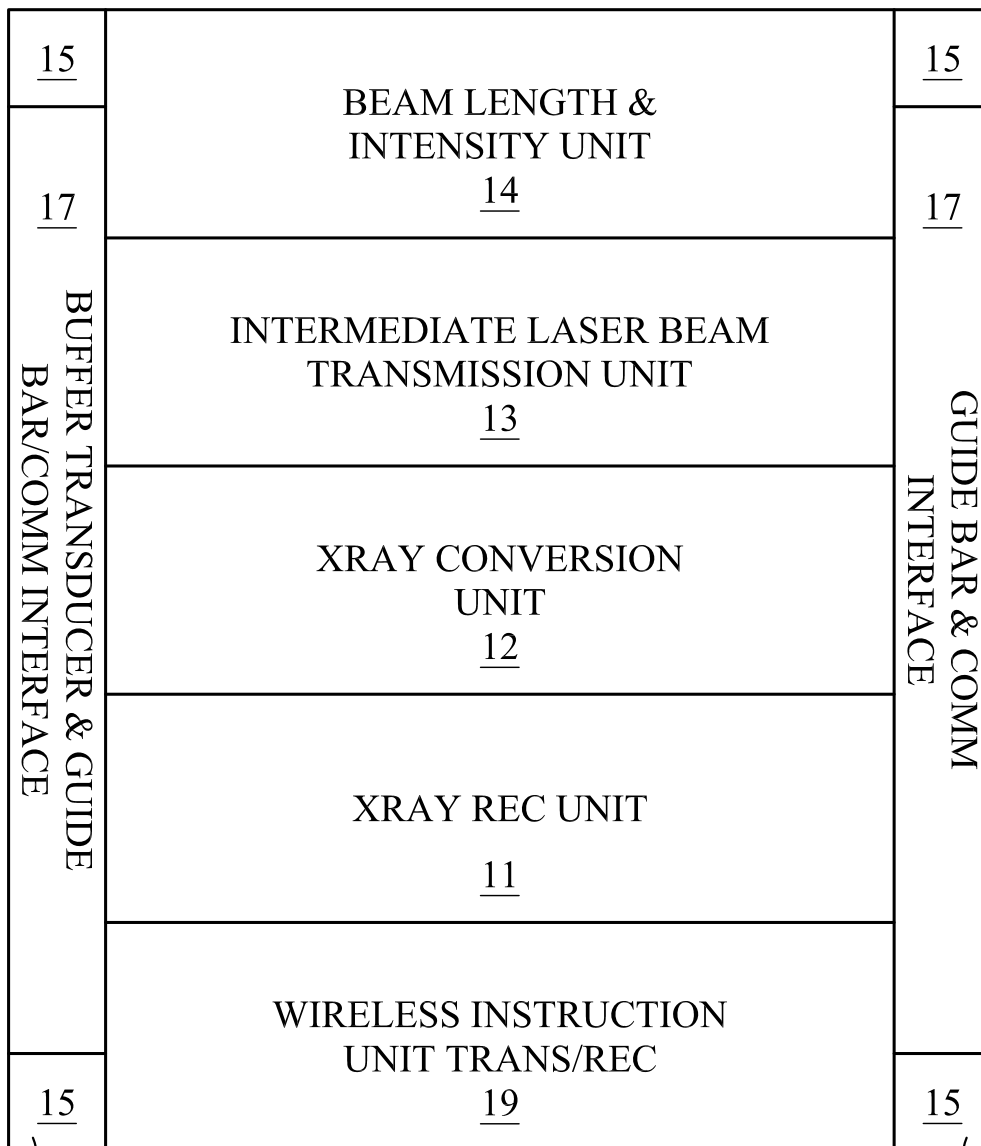 15
BEAM LENGTH &
INTENSITY UNIT
14
15
17
17
INTERMEDIATE LASER BEAM
TRANSMISSION UNIT
13
BUFFER TRANSDUCER & GUIDE
BAR/COMM INTERFACE
GUIDE BAR & COMM
INTERFACE
XRAY CONVERSION
UNIT
12
XRAY REC UNIT
11
WIRELESS INSTRUCTION
UNIT TRANS/REC
19
15
15